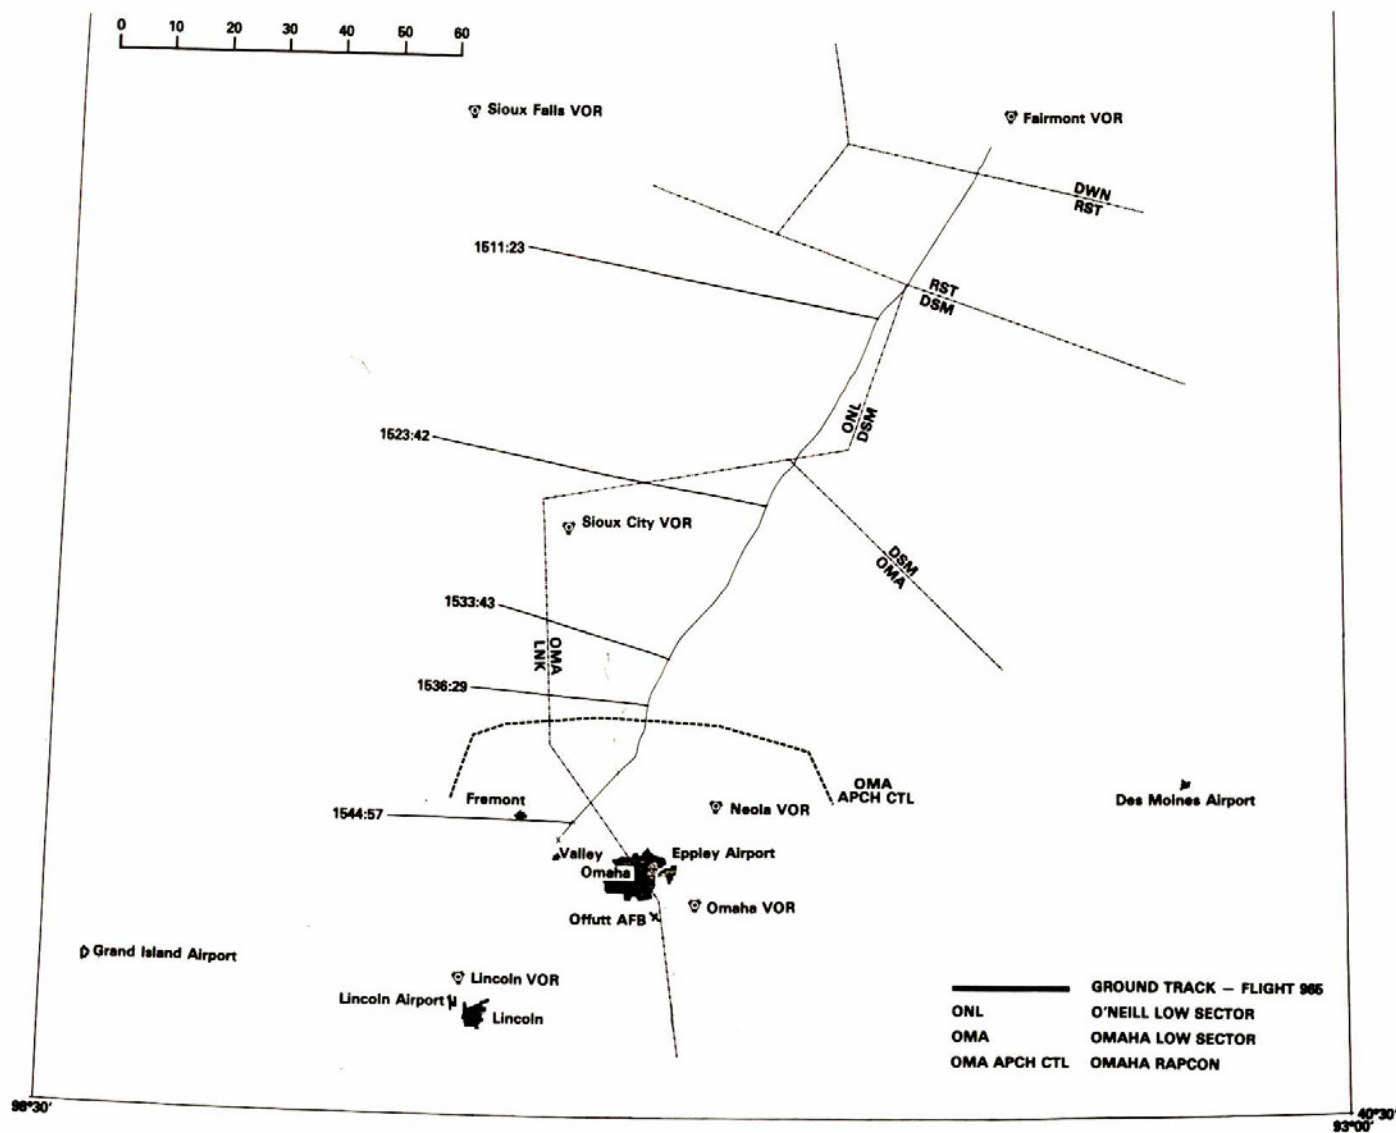 0 10 20 30 40 50 60
Sioux Falls VOR
Fairmont VOR
DWN
RST
1511:23
RST
DSM
ONL
DSM
1523:42
Sioux City VOR
DSM
OMA
1533:43
OMA
LNK
1536:29
OMA
APCH CTL
Des Moines Airport
Fremont
Neola VOR
1544:57
Valley
Eppley Airport
Omaha
Omaha VOR
Offutt AFB
Grand Island Airport
Lincoln VOR
Lincoln Airport
Lincoln
GROUND TRACK — FLIGHT 965
ONL O'NEILL LOW SECTOR
OMA OMAHA LOW SECTOR
OMA APCH CTL OMAHA RAPCON
98°30'
40°30'
93°00'